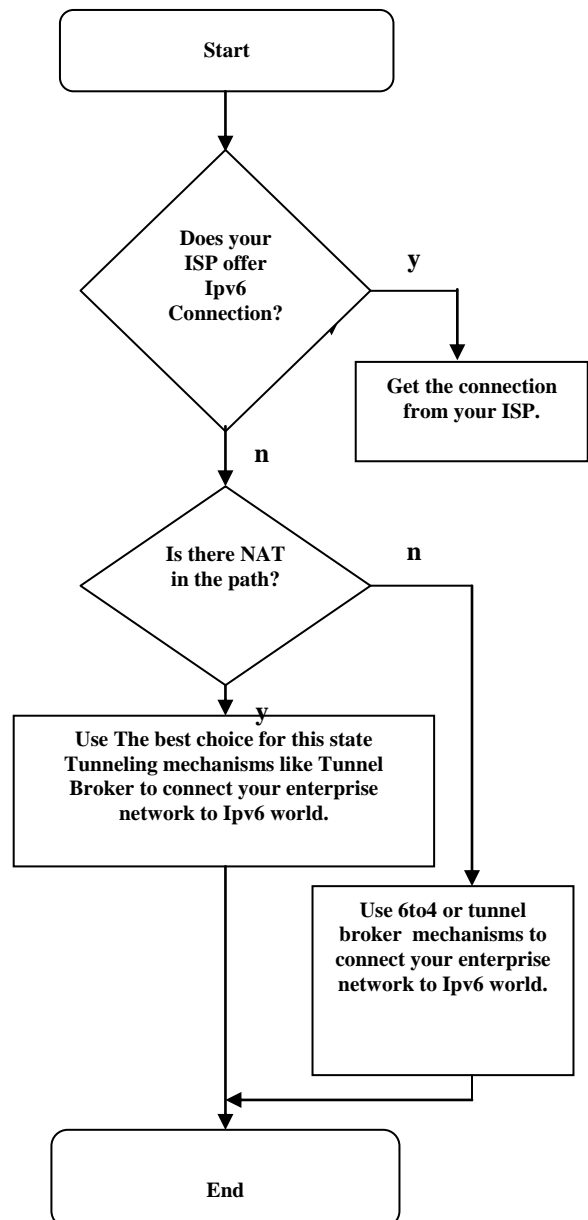 Start
Does your
ISP offer
Ipv6
Connection?
y
Get the connection
from your ISP.
n
Is there NAT
in the path?
n
y
Use The best choice for this state
Tunneling mechanisms like Tunnel
Broker to connect your enterprise
network to Ipv6 world.
Use 6to4 or tunnel
broker mechanisms to
connect your enterprise
network to Ipv6 world.
End